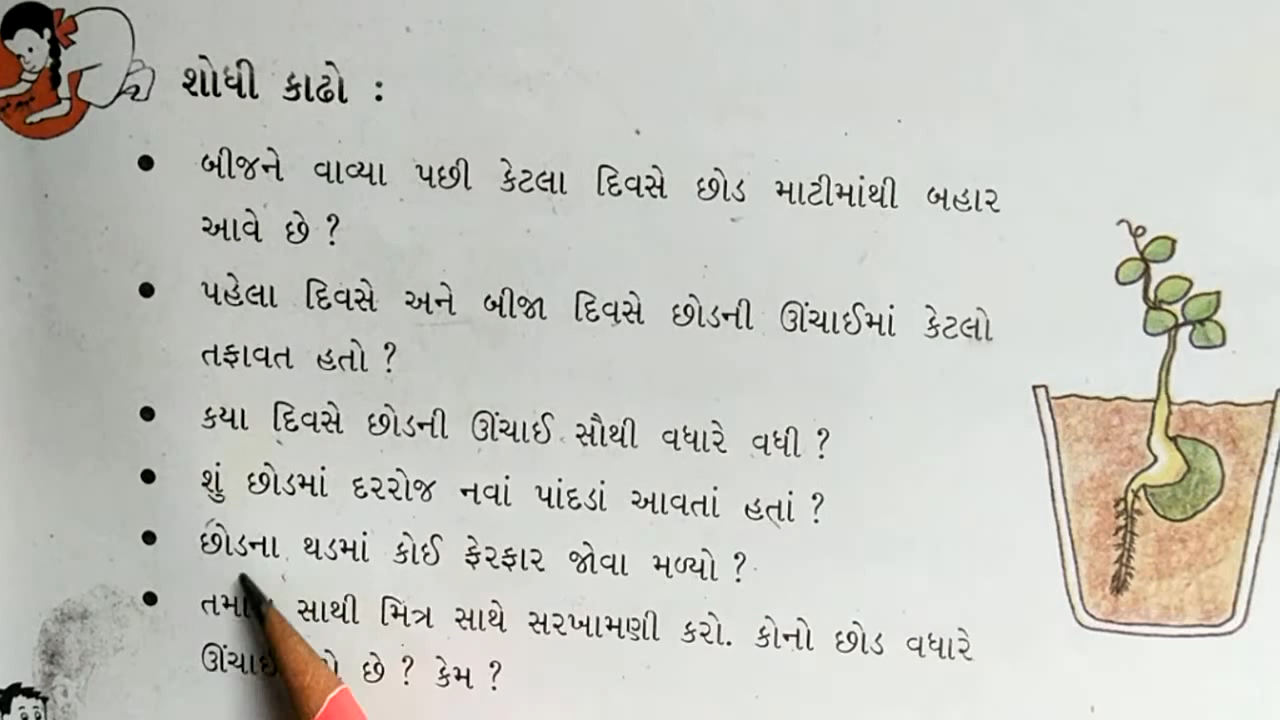 શોધી કાઢો :
• બીજને વાવ્યા પછી કેટલા દિવસે છોડ માટીમાંથી બહાર
આવે છે ?
• પહેલા દિવસે અને બીજા દિવસે છોડની ઊંચાઈમાં કેટલો
તફાવત હતો ?
• કયા દિવસે છોડની ઊંચાઈ સૌથી વધારે વધી ?
• શું છોડમાં દરરોજ નવાં પાંદડાં આવતાં હતાં ?
• છોડના થડમાં કોઈ ફેરફાર જોવા મળ્યો ?
• સાથી મિત્ર સાથે સરખામણી કરો. કોનો છોડ વધારે
છે ? કેમ ?